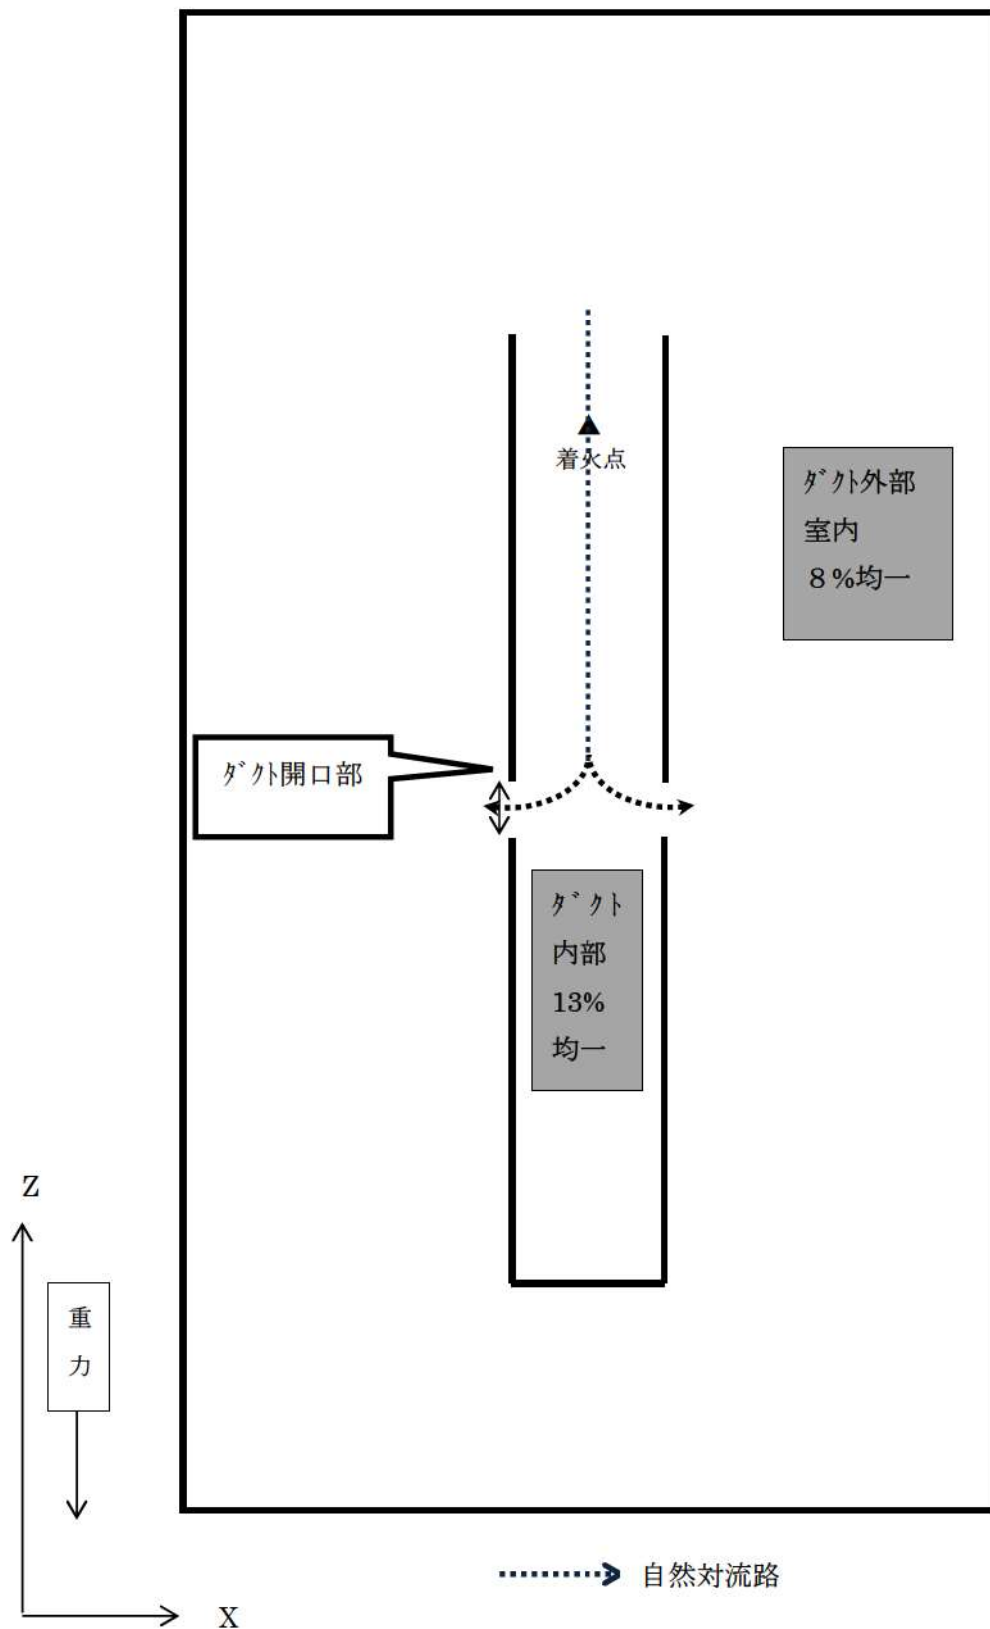 着火点
ﾀﾞｸﾄ外部
室内
８%均一
ﾀﾞｸﾄ開口部
ﾀﾞｸﾄ
内部
13%
均一
Z
重
力
自然対流路
X